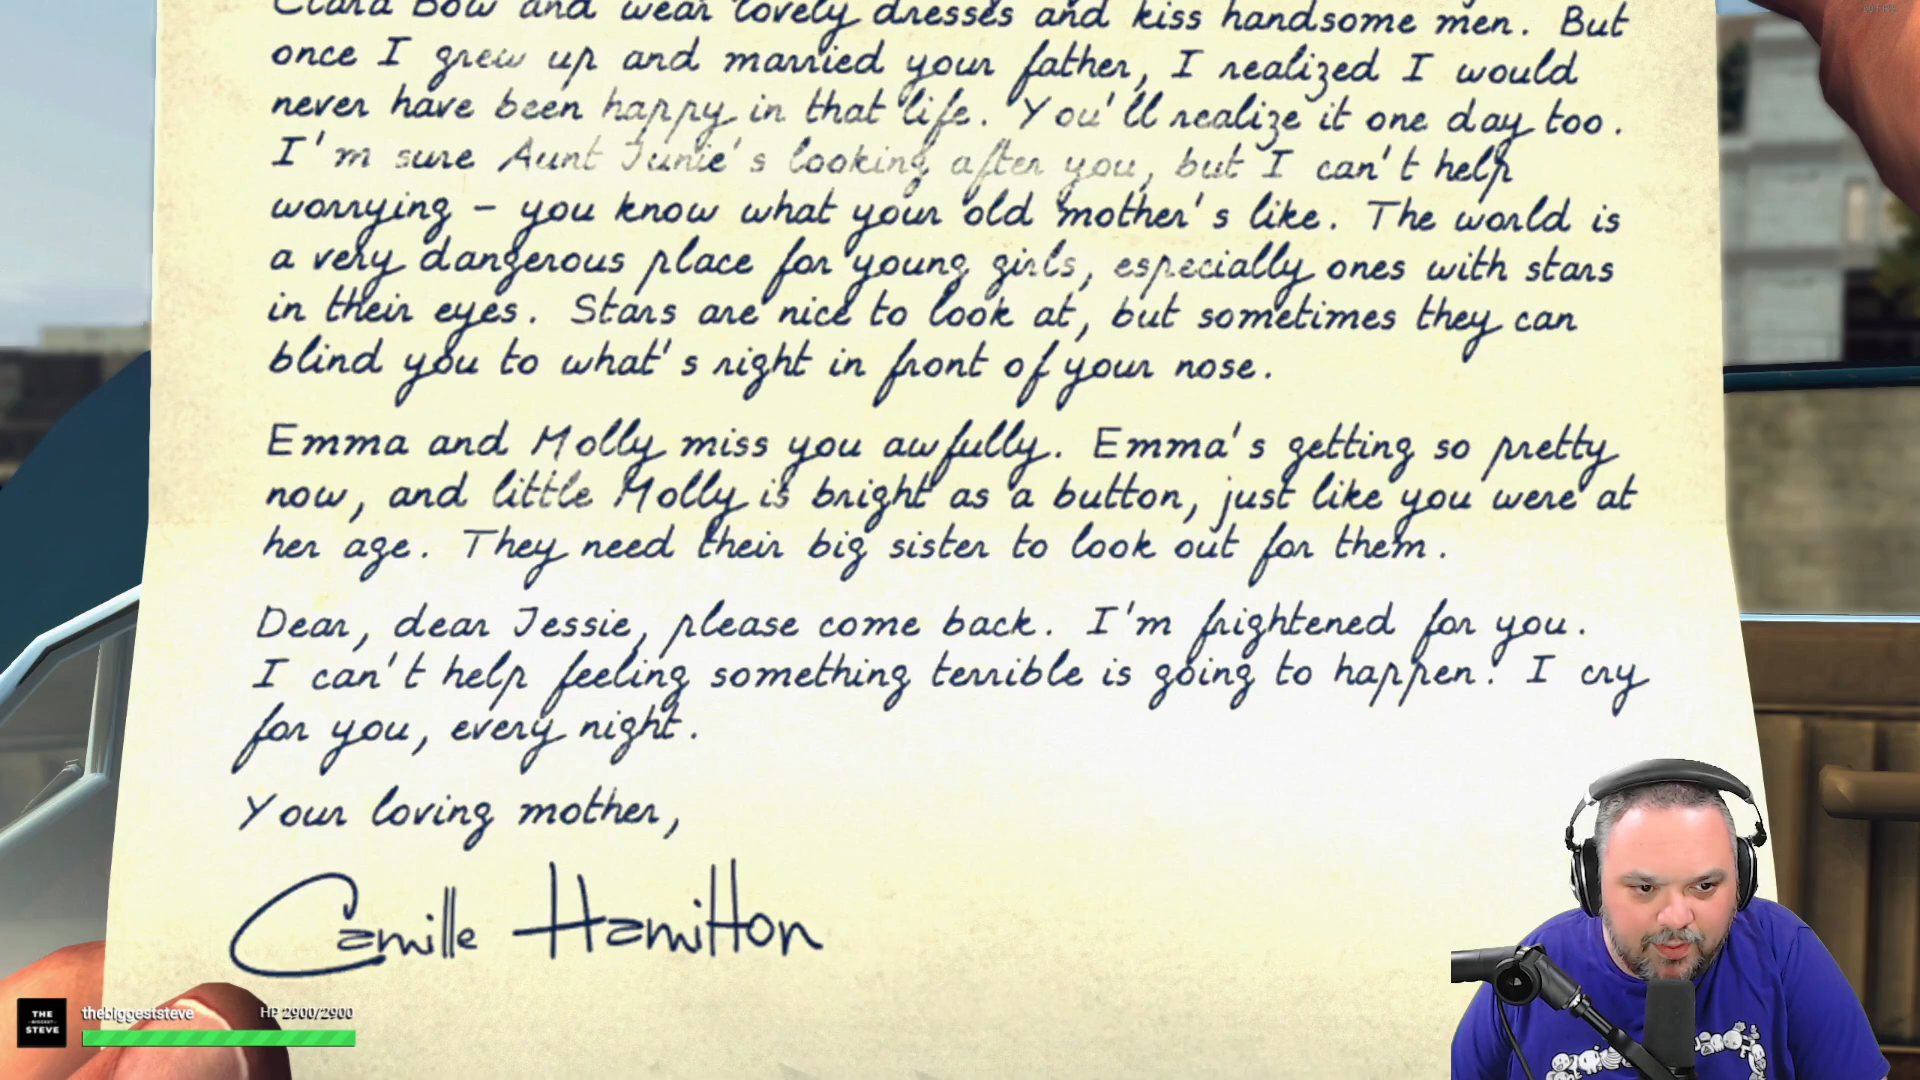 Clara Bow and wear lovely dresses and kiss handsome men. But
once I grew up and married your father, I realized I would
never have been happy in that life. You'll realize it one day too.
I'm sure Aunt Junie's looking after you, but I can't help
worrying - you know what your old mother's like. The world is
a very dangerous place for young girls, especially ones with stars
in their eyes. Stars are nice to look at, but sometimes they can
blind you to what's right in front of your nose.
Emma and Molly miss you awfully. Emma's getting so pretty
now, and little Molly is bright as a button, just like you were at
her age. They need their big sister to look out for them.
Dear, dear Jessie, please come back. I'm frightened for you.
I can't help feeling something terrible is going to happen. I cry
for you, every night.
Your loving mother,
Camille Hamilton
THE
BIGGEST
STEVE
thebiggeststeve
HP 2900/2900